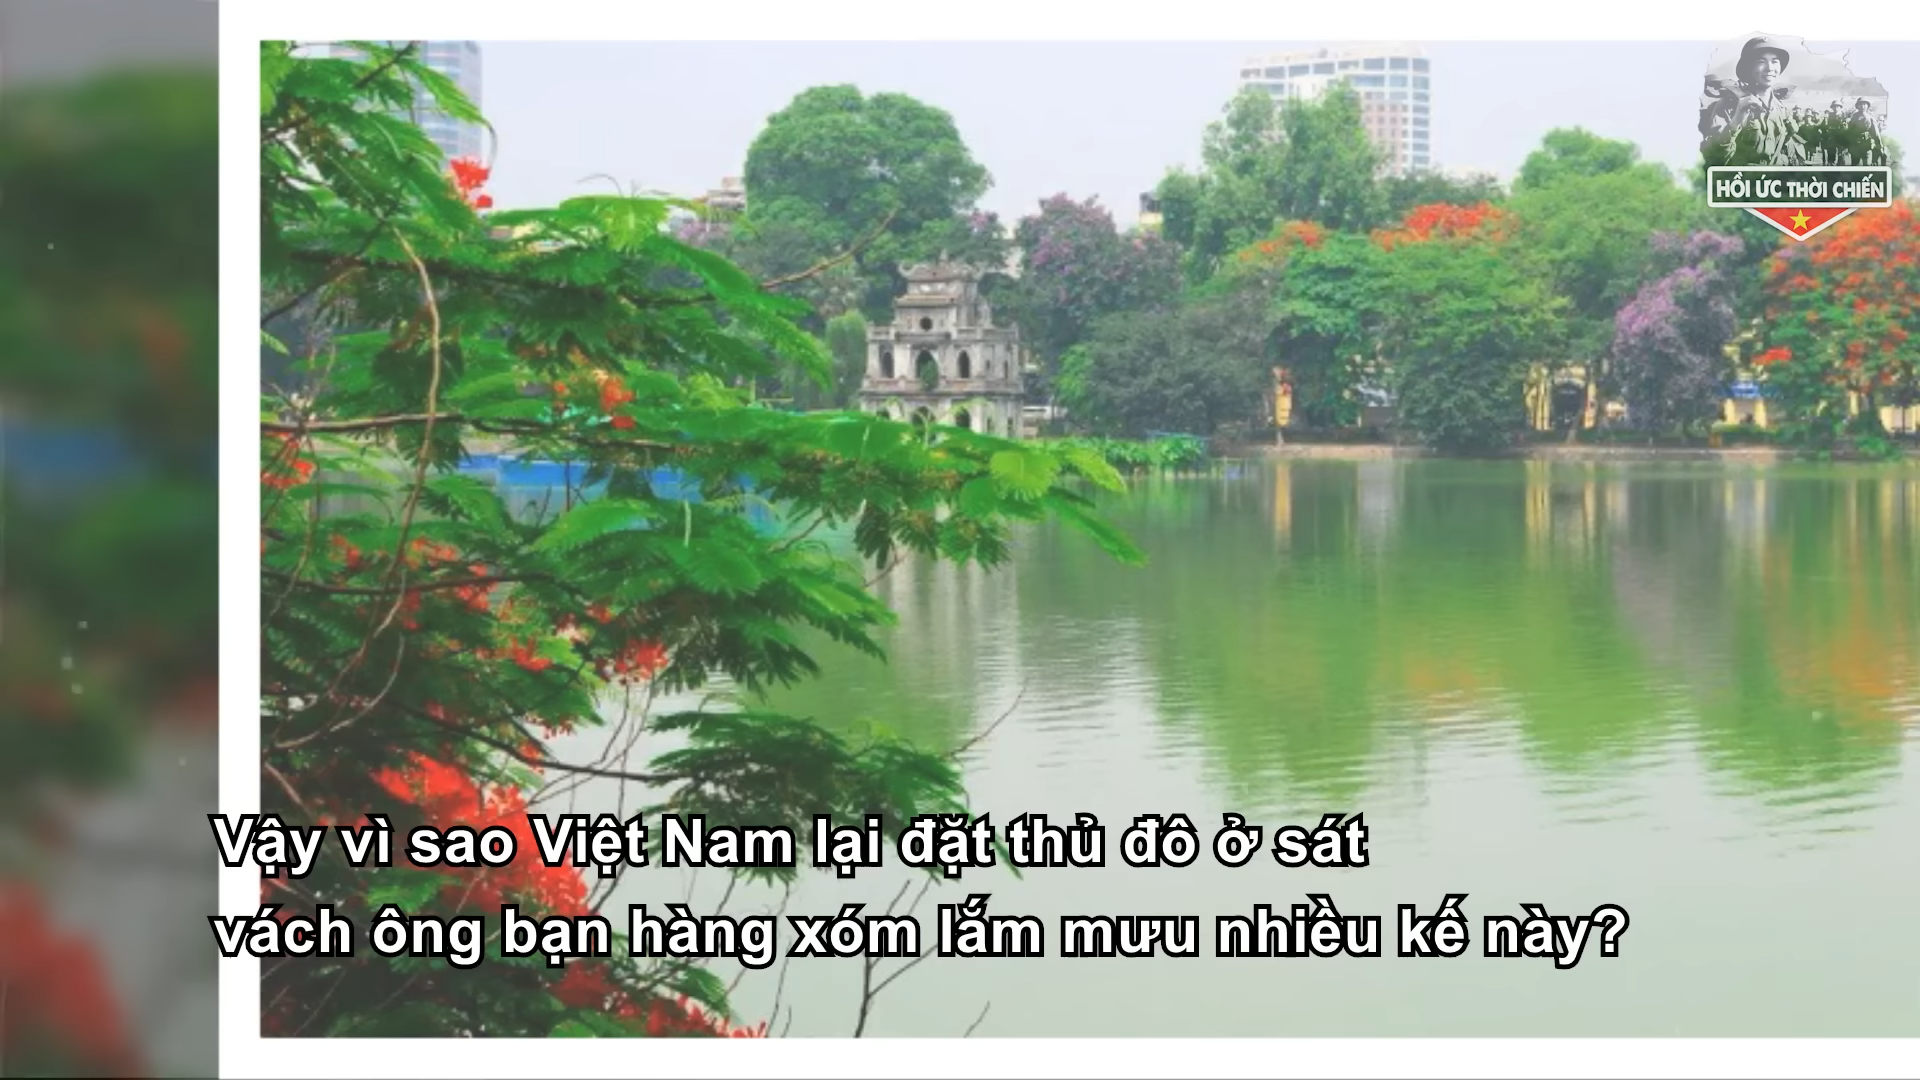 HỒI ỨC THỜI CHIẾN
Vậy vì sao Việt Nam lại đặt thủ đô ở sát
vách ông bạn hàng xóm lắm mưu nhiều kế này?